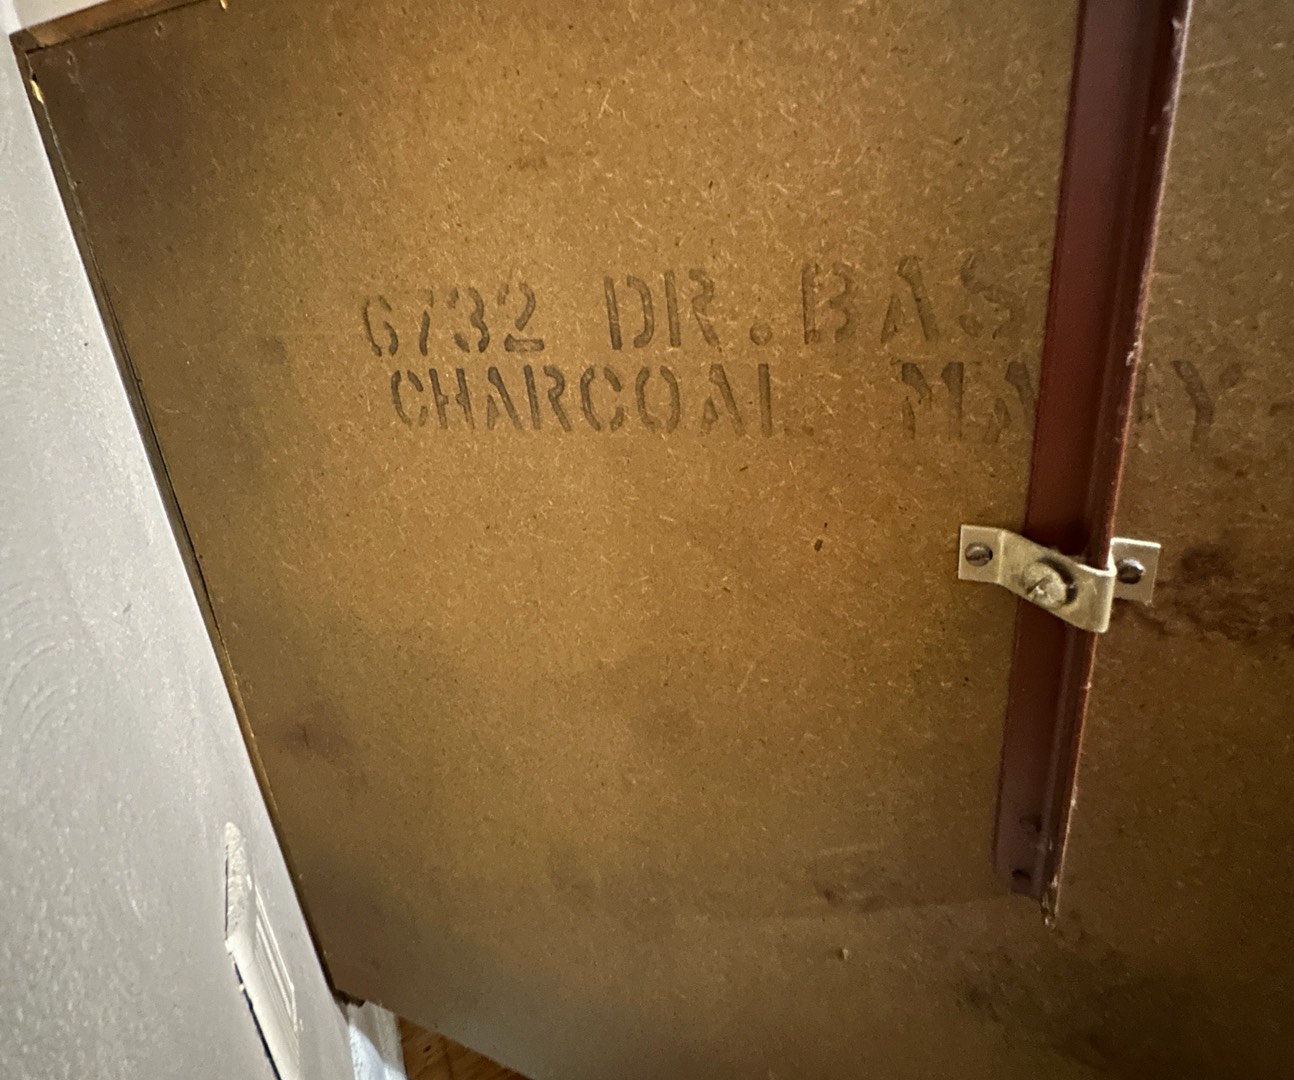 6732 DR. BAS
CHARCOAL